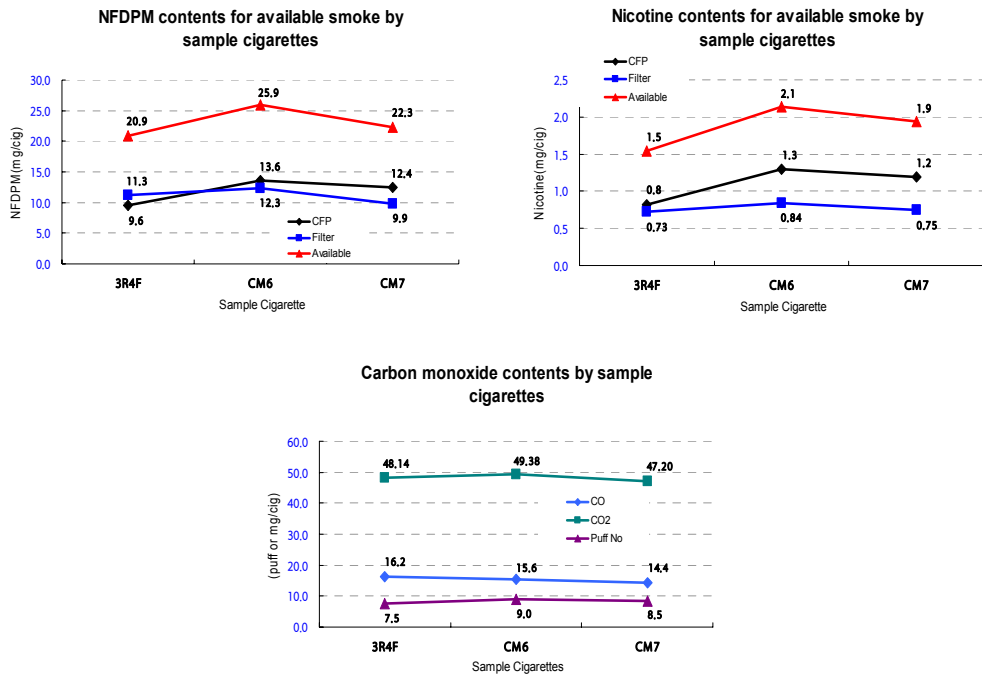 NFDPM contents for available smoke by
sample cigarettes
NFDPM(mg/cig)
30.0
25.0
20.0
15.0
10.0
5.0
0.0
20.9
25.9
22.3
11.3
13.6
12.4
9.6
12.3
9.9
CFP
Filter
Available
3R4F
CM6
CM7
Sample Cigarette
Nicotine contents for available smoke by
sample cigarettes
CFP
Filter
Available
Nicotine(mg/cig)
2.5
2.0
1.5
1.0
0.5
0.0
1.5
2.1
1.9
0.8
1.3
1.2
0.73
0.84
0.75
3R4F
CM6
CM7
Sample Cigarette
Carbon monoxide contents by sample
cigarettes
(puff or mg/cig)
60.0
50.0
40.0
30.0
20.0
10.0
0.0
48.14
49.38
47.20
CO
CO2
Puff No
16.2
15.6
14.4
7.5
9.0
8.5
3R4F
CM6
CM7
Sample Cigarettes